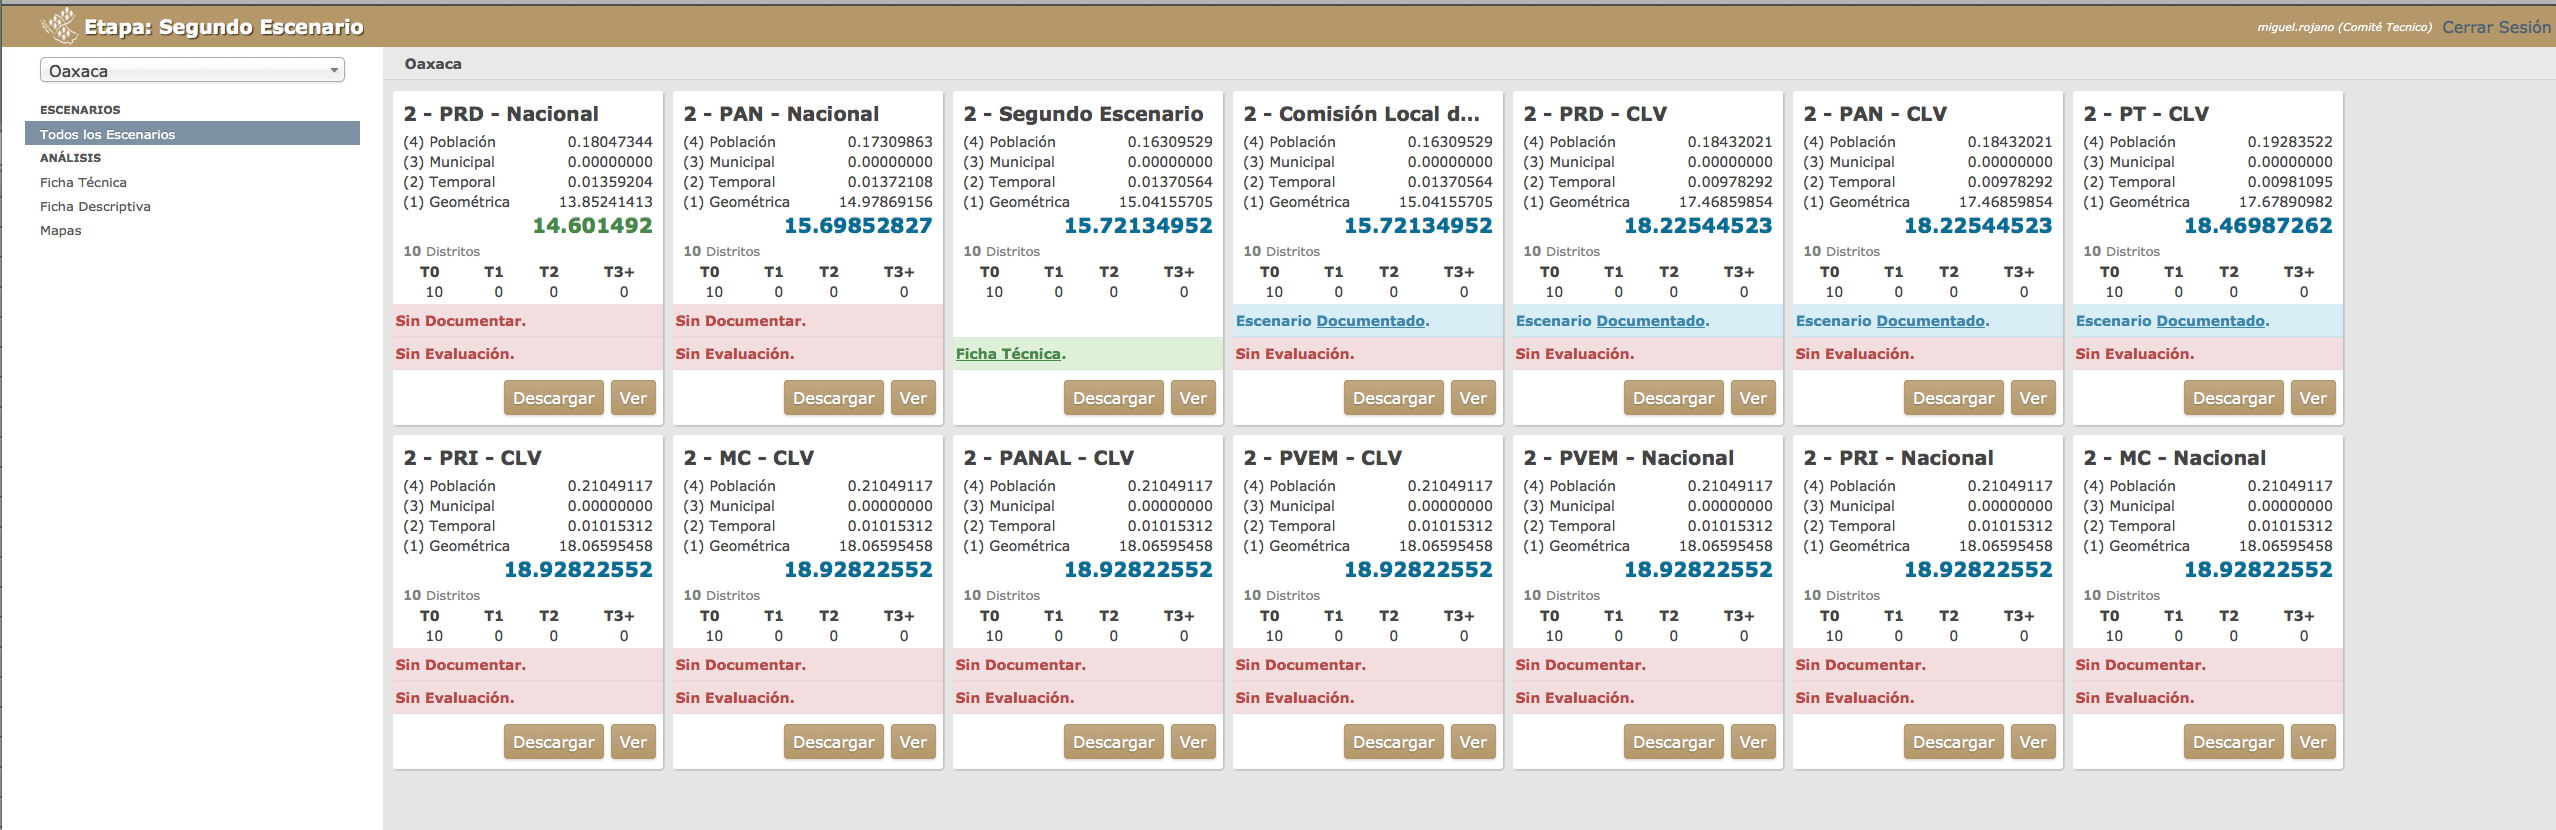 Etapa: Segundo Escenario
miguel.rojano (Comité Tecnico) Cerrar Sesión
Oaxaca
ESCENARIOS
Todos los Escenarios
ANÁLISIS
Ficha Técnica
Ficha Descriptiva
Mapas
Oaxaca
2 - PRD - Nacional
(4) Población 0.18047344
(3) Municipal 0.00000000
(2) Temporal 0.01359204
(1) Geométrica 13.85241413
14.601492
10 Distritos
T0 T1 T2 T3+
10 0 0 0
Sin Documentar.
Sin Evaluación.
Descargar Ver
2 - PAN - Nacional
(4) Población 0.17309863
(3) Municipal 0.00000000
(2) Temporal 0.01372108
(1) Geométrica 14.97869156
15.69852827
10 Distritos
T0 T1 T2 T3+
10 0 0 0
Sin Documentar.
Sin Evaluación.
Descargar Ver
2 - Segundo Escenario
(4) Población 0.16309529
(3) Municipal 0.00000000
(2) Temporal 0.01370564
(1) Geométrica 15.04155705
15.72134952
10 Distritos
T0 T1 T2 T3+
10 0 0 0
Ficha Técnica.
Descargar Ver
2 - Comisión Local d...
(4) Población 0.16309529
(3) Municipal 0.00000000
(2) Temporal 0.01370564
(1) Geométrica 15.04155705
15.72134952
10 Distritos
T0 T1 T2 T3+
10 0 0 0
Escenario Documentado.
Sin Evaluación.
Descargar Ver
2 - PRD - CLV
(4) Población 0.18432021
(3) Municipal 0.00000000
(2) Temporal 0.00978292
(1) Geométrica 17.46859854
18.22544523
10 Distritos
T0 T1 T2 T3+
10 0 0 0
Escenario Documentado.
Sin Evaluación.
Descargar Ver
2 - PAN - CLV
(4) Población 0.18432021
(3) Municipal 0.00000000
(2) Temporal 0.00978292
(1) Geométrica 17.46859854
18.22544523
10 Distritos
T0 T1 T2 T3+
10 0 0 0
Escenario Documentado.
Sin Evaluación.
Descargar Ver
2 - PT - CLV
(4) Población 0.19283522
(3) Municipal 0.00000000
(2) Temporal 0.00981095
(1) Geométrica 17.67890982
18.46987262
10 Distritos
T0 T1 T2 T3+
10 0 0 0
Escenario Documentado.
Sin Evaluación.
Descargar Ver
2 - PRI - CLV
(4) Población 0.21049117
(3) Municipal 0.00000000
(2) Temporal 0.01015312
(1) Geométrica 18.06595458
18.92822552
10 Distritos
T0 T1 T2 T3+
10 0 0 0
Sin Documentar.
Sin Evaluación.
Descargar Ver
2 - MC - CLV
(4) Población 0.21049117
(3) Municipal 0.00000000
(2) Temporal 0.01015312
(1) Geométrica 18.06595458
18.92822552
10 Distritos
T0 T1 T2 T3+
10 0 0 0
Sin Documentar.
Sin Evaluación.
Descargar Ver
2 - PANAL - CLV
(4) Población 0.21049117
(3) Municipal 0.00000000
(2) Temporal 0.01015312
(1) Geométrica 18.06595458
18.92822552
10 Distritos
T0 T1 T2 T3+
10 0 0 0
Sin Documentar.
Sin Evaluación.
Descargar Ver
2 - PVEM - CLV
(4) Población 0.21049117
(3) Municipal 0.00000000
(2) Temporal 0.01015312
(1) Geométrica 18.06595458
18.92822552
10 Distritos
T0 T1 T2 T3+
10 0 0 0
Sin Documentar.
Sin Evaluación.
Descargar Ver
2 - PVEM - Nacional
(4) Población 0.21049117
(3) Municipal 0.00000000
(2) Temporal 0.01015312
(1) Geométrica 18.06595458
18.92822552
10 Distritos
T0 T1 T2 T3+
10 0 0 0
Sin Documentar.
Sin Evaluación.
Descargar Ver
2 - PRI - Nacional
(4) Población 0.21049117
(3) Municipal 0.00000000
(2) Temporal 0.01015312
(1) Geométrica 18.06595458
18.92822552
10 Distritos
T0 T1 T2 T3+
10 0 0 0
Sin Documentar.
Sin Evaluación.
Descargar Ver
2 - MC - Nacional
(4) Población 0.21049117
(3) Municipal 0.00000000
(2) Temporal 0.01015312
(1) Geométrica 18.06595458
18.92822552
10 Distritos
T0 T1 T2 T3+
10 0 0 0
Sin Documentar.
Sin Evaluación.
Descargar Ver